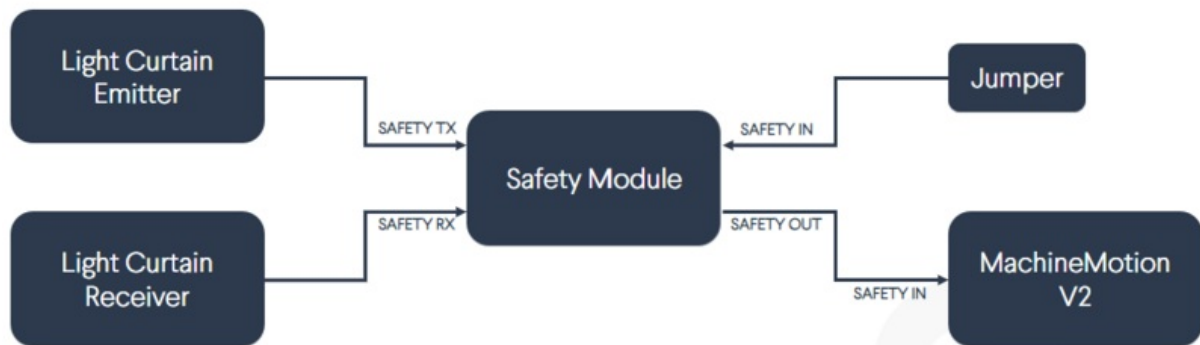 Light Curtain
Emitter
Jumper
SAFETY TX
SAFETY IN
Safety Module
SAFETY RX
SAFETY OUT
Light Curtain
Receiver
MachineMotion
V2
SAFETY IN